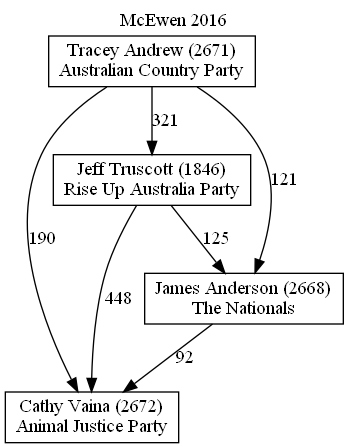 McEwen 2016
Tracey Andrew (2671)
Australian Country Party
321
Jeff Truscott (1846)
Rise Up Australia Party
121
190
125
448
James Anderson (2668)
The Nationals
92
Cathy Vaina (2672)
Animal Justice Party